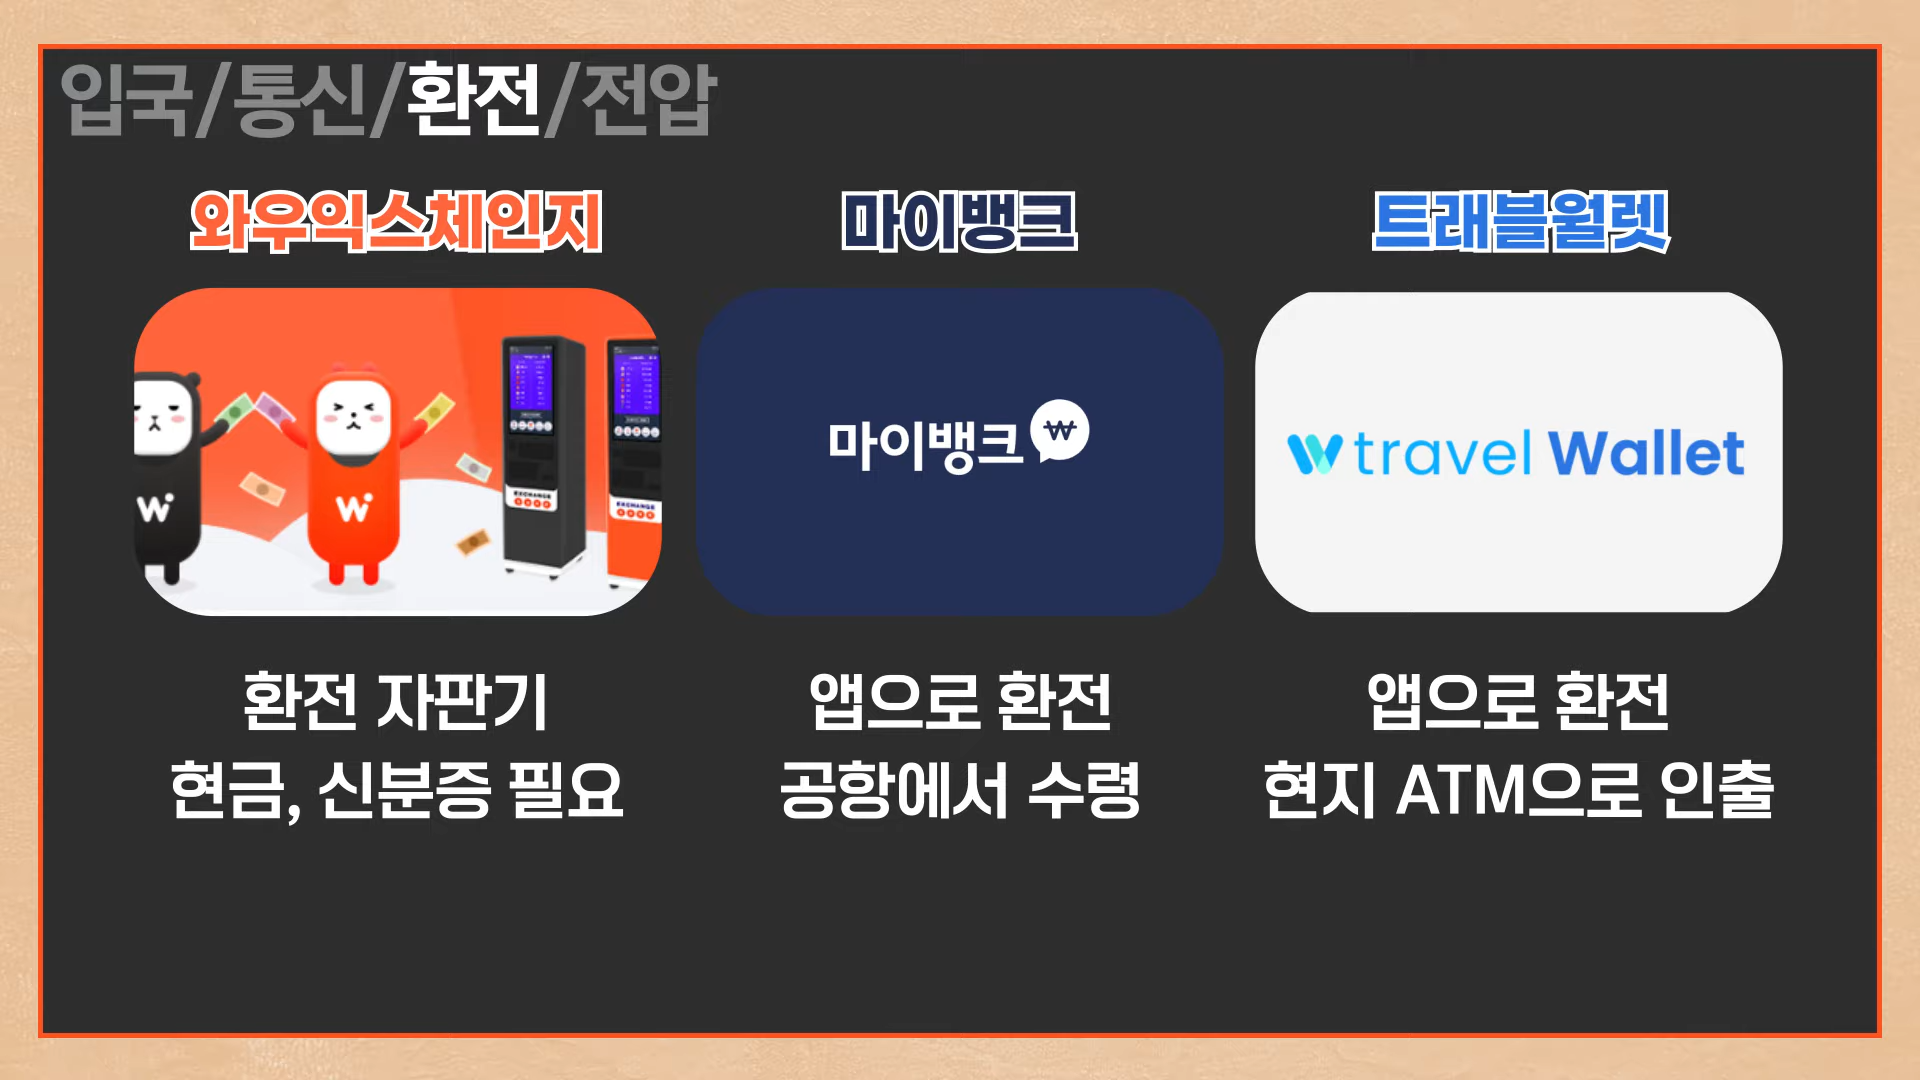 입국/통신/환전/전압
와우익스체인지
마이뱅크
트래블월렛
W
W
EXCHANGE
EXCHANGE
마이뱅크 ₩
travel Wallet
환전 자판기
현금, 신분증 필요
앱으로 환전
공항에서 수령
앱으로 환전
현지 ATM으로 인출